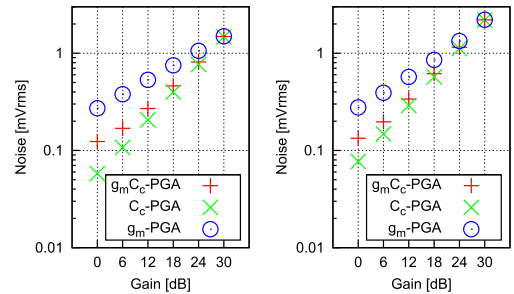 Noise [mVrms]
1
0.1
0.01
gmCc-PGA
Cc-PGA
gm-PGA
0 6 12 18 24 30
Gain [dB]
Noise [mVrms]
1
0.1
0.01
gmCc-PGA
Cc-PGA
gm-PGA
0 6 12 18 24 30
Gain [dB]